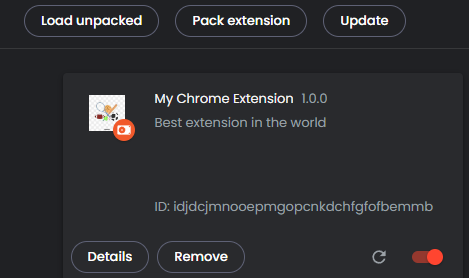 Load unpacked
Pack extension
Update
My Chrome Extension 1.0.0
Best extension in the world
ID: idjdcjmnooepmgopcnkdchfgfofbemmb
Details
Remove